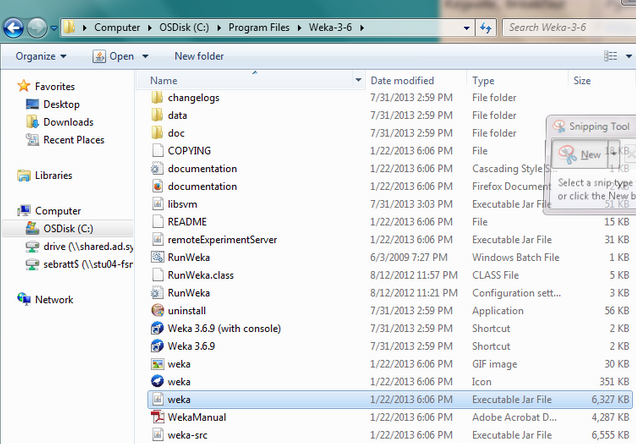 Computer ▸ OSDisk (C:) ▸ Program Files ▸ Weka-3-6 ▸ Search Weka-3-6
Organize Open New folder
Favorites
Desktop
Downloads
Recent Places
Libraries
Computer
OSDisk (C:)
drive (\\shared.ad.sy
sebratt$ (\\stu04-fsr
Network
Name Date modified Type Size
changelogs 7/31/2013 2:59 PM File folder
data 7/31/2013 2:59 PM File folder
doc 7/31/2013 2:59 PM File folder
COPYING 1/22/2013 6:06 PM File 18 KB
documentation 1/22/2013 6:06 PM Cascading Style S...
documentation 1/22/2013 6:06 PM Firefox Document 2 KB
libsvm 7/31/2013 3:03 PM Executable Jar File 51 KB
README 1/22/2013 6:06 PM File 15 KB
remoteExperimentServer 1/22/2013 6:06 PM Executable Jar File 31 KB
RunWeka 6/3/2009 7:27 PM Windows Batch File 1 KB
RunWeka.class 8/12/2012 11:57 PM CLASS File 5 KB
RunWeka 8/12/2012 11:21 PM Configuration sett... 3 KB
uninstall 7/31/2013 2:59 PM Application 56 KB
Weka 3.6.9 (with console) 7/31/2013 2:59 PM Shortcut 2 KB
Weka 3.6.9 7/31/2013 2:59 PM Shortcut 2 KB
weka 1/22/2013 6:06 PM GIF image 30 KB
weka 1/22/2013 6:06 PM Icon 351 KB
weka 1/22/2013 6:06 PM Executable Jar File 6,327 KB
WekaManual 1/22/2013 6:06 PM Adobe Acrobat D... 4,287 KB
weka-src 1/22/2013 6:06 PM Executable Jar File 6,555 KB
Snipping Tool
New
Select a snip type
or click the New b